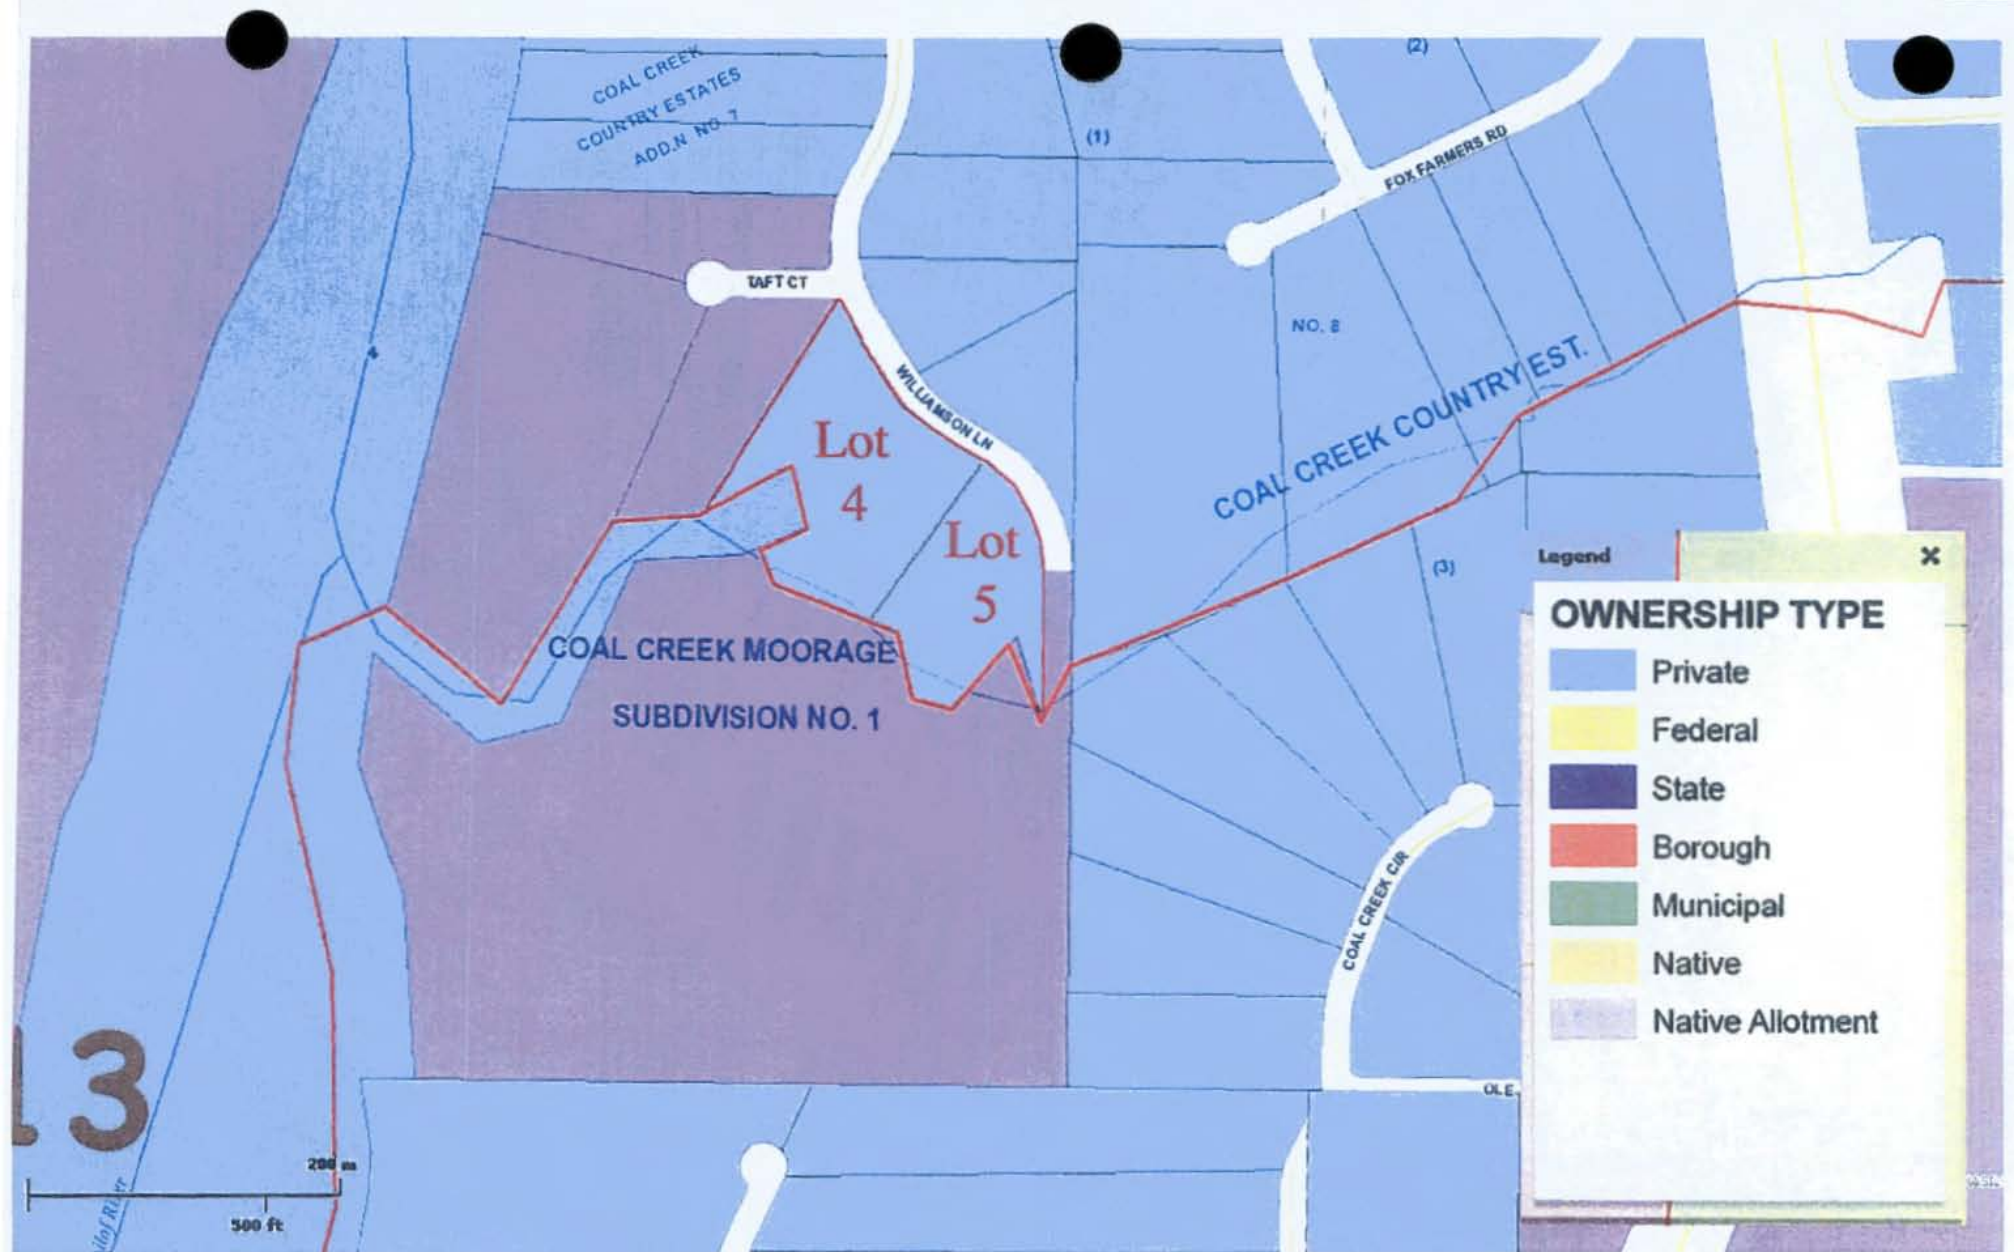 COAL CREEK
COUNTRY ESTATES
ADD.N NO. 7
(1)
(2)
FOX FARMERS RD
TAFT CT
WILLIAMSON LN
NO. 8
COAL CREEK COUNTRY EST.
4
Lot
4
Lot
5
(3)
COAL CREEK MOORAGE
SUBDIVISION NO. 1
COAL CREEK CIR
OLE
13
200 m
500 ft
Legend
OWNERSHIP TYPE
Private
Federal
State
Borough
Municipal
Native
Native Allotment